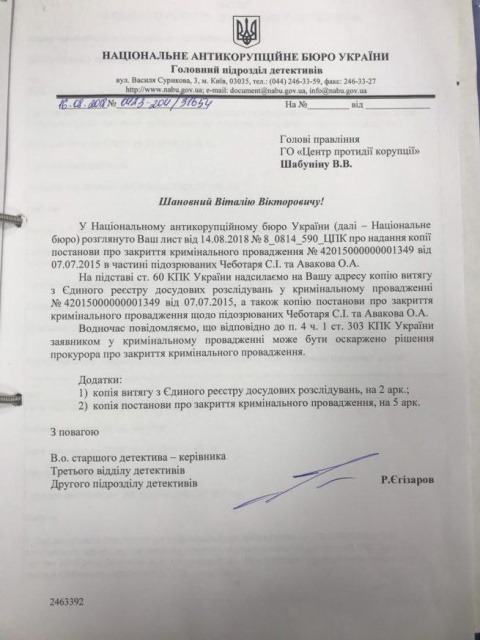 НАЦІОНАЛЬНЕ АНТИКОРУПЦІЙНЕ БЮРО УКРАЇНИ
Головний підрозділ детективів
вул. Василя Сурикова, 3, м. Київ, 03035, тел.: (044) 246-33-59, факс: 246-33-27
http://www.nabu.gov.ua; e-mail: document@nabu.gov.ua, info@nabu.gov.ua
16.08.2018 № 0413-204/31654 На №________ від ________
Голові правління
ГО «Центр протидії корупції»
Шабуніну В.В.
Шановний Віталію Вікторовичу!
У Національному антикорупційному бюро України (далі – Національне
бюро) розглянуто Ваш лист від 14.08.2018 № 8_0814_590_ЦПК про надання копії
постанови про закриття кримінального провадження № 42015000000001349 від
07.07.2015 в частині підозрюваних Чеботаря С.І. та Авакова О.А.
На підставі ст. 60 КПК України надсилаємо на Вашу адресу копію витягу
з Єдиного реєстру досудових розслідувань у кримінальному провадженні
№ 42015000000001349 від 07.07.2015, а також копію постанови про закриття
кримінального провадження щодо підозрюваних Чеботаря С.І. та Авакова О.А.
Водночас повідомляємо, що відповідно до п. 4 ч. 1 ст. 303 КПК України
заявником у кримінальному провадженні може бути оскаржено рішення
прокурора про закриття кримінального провадження.
Додатки:
1) копія витягу з Єдиного реєстру досудових розслідувань, на 2 арк.;
2) копія постанови про закриття кримінального провадження, на 5 арк.
З повагою
В.о. старшого детектива – керівника
Третього відділу детективів
Другого підрозділу детективів Р.Єгізаров
2463392